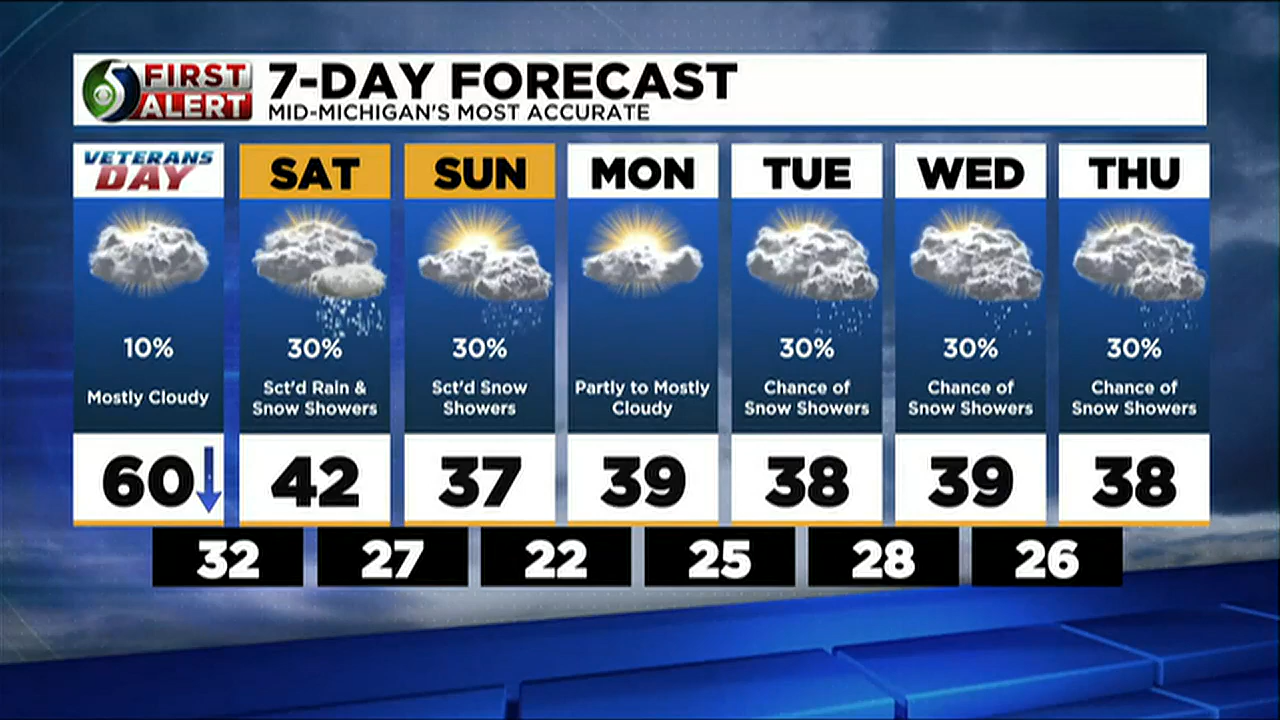 5 FIRST ALERT
7-DAY FORECAST
MID-MICHIGAN'S MOST ACCURATE
VETERANS DAY
10%
Mostly Cloudy
60
SAT
30%
Sct'd Rain &
Snow Showers
42
SUN
30%
Sct'd Snow
Showers
37
MON
Partly to Mostly
Cloudy
39
TUE
30%
Chance of
Snow Showers
38
WED
30%
Chance of
Snow Showers
39
THU
30%
Chance of
Snow Showers
38
32
27
22
25
28
26